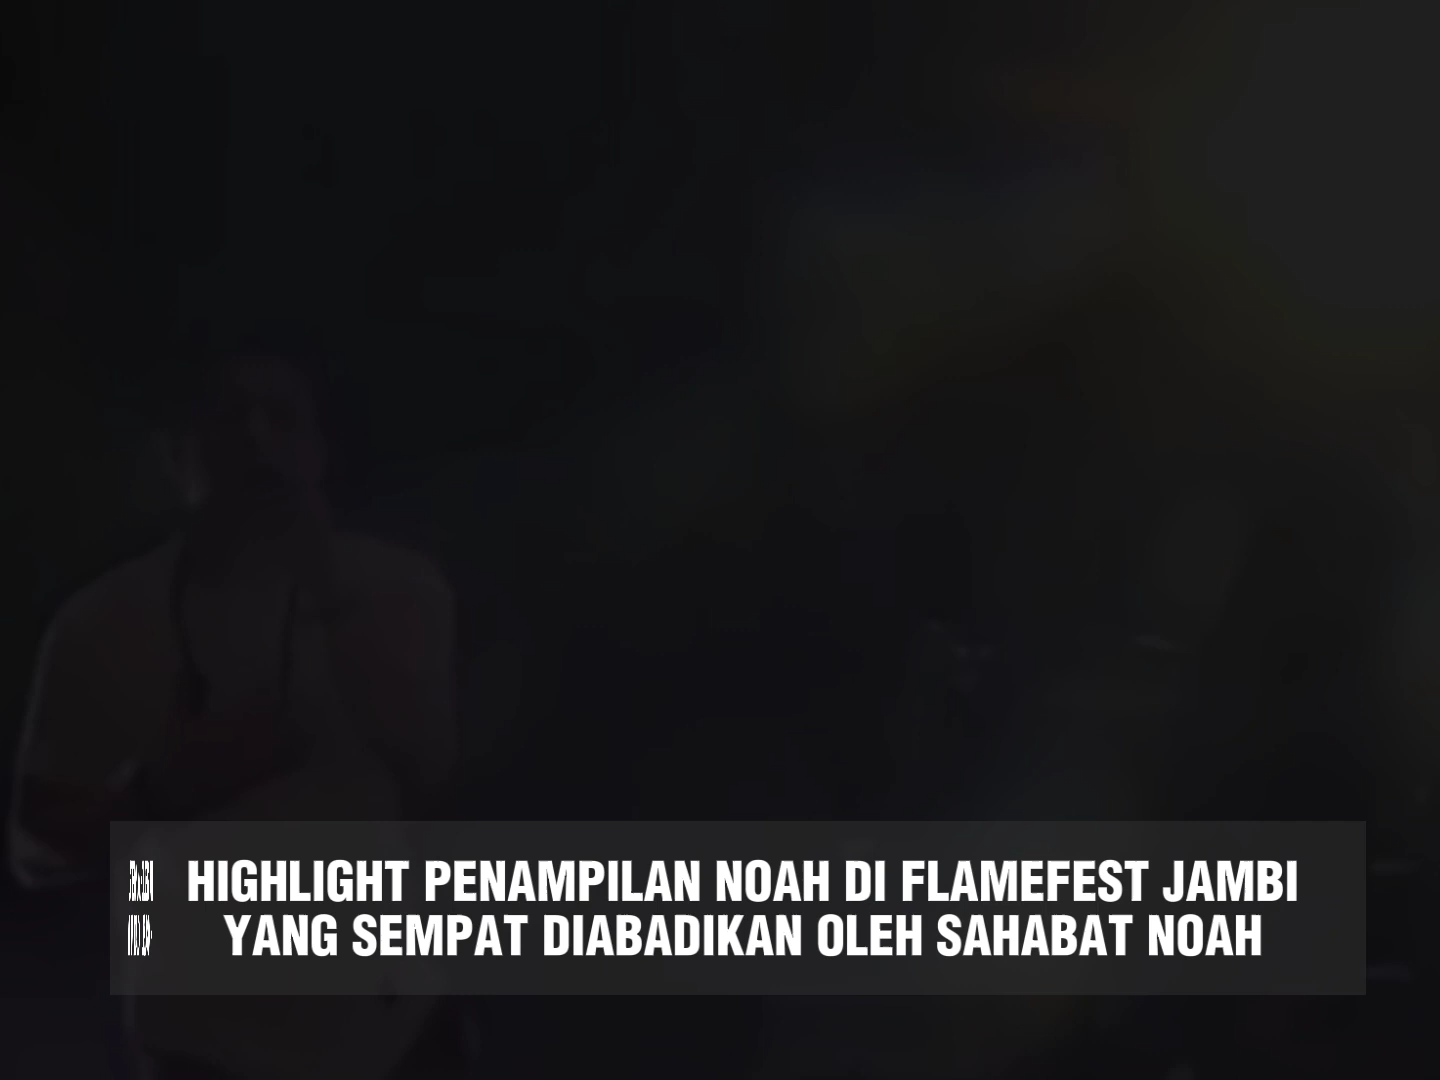 HIGHLIGHT PENAMPILAN NOAH DI FLAMEFEST JAMBI
YANG SEMPAT DIABADIKAN OLEH SAHABAT NOAH